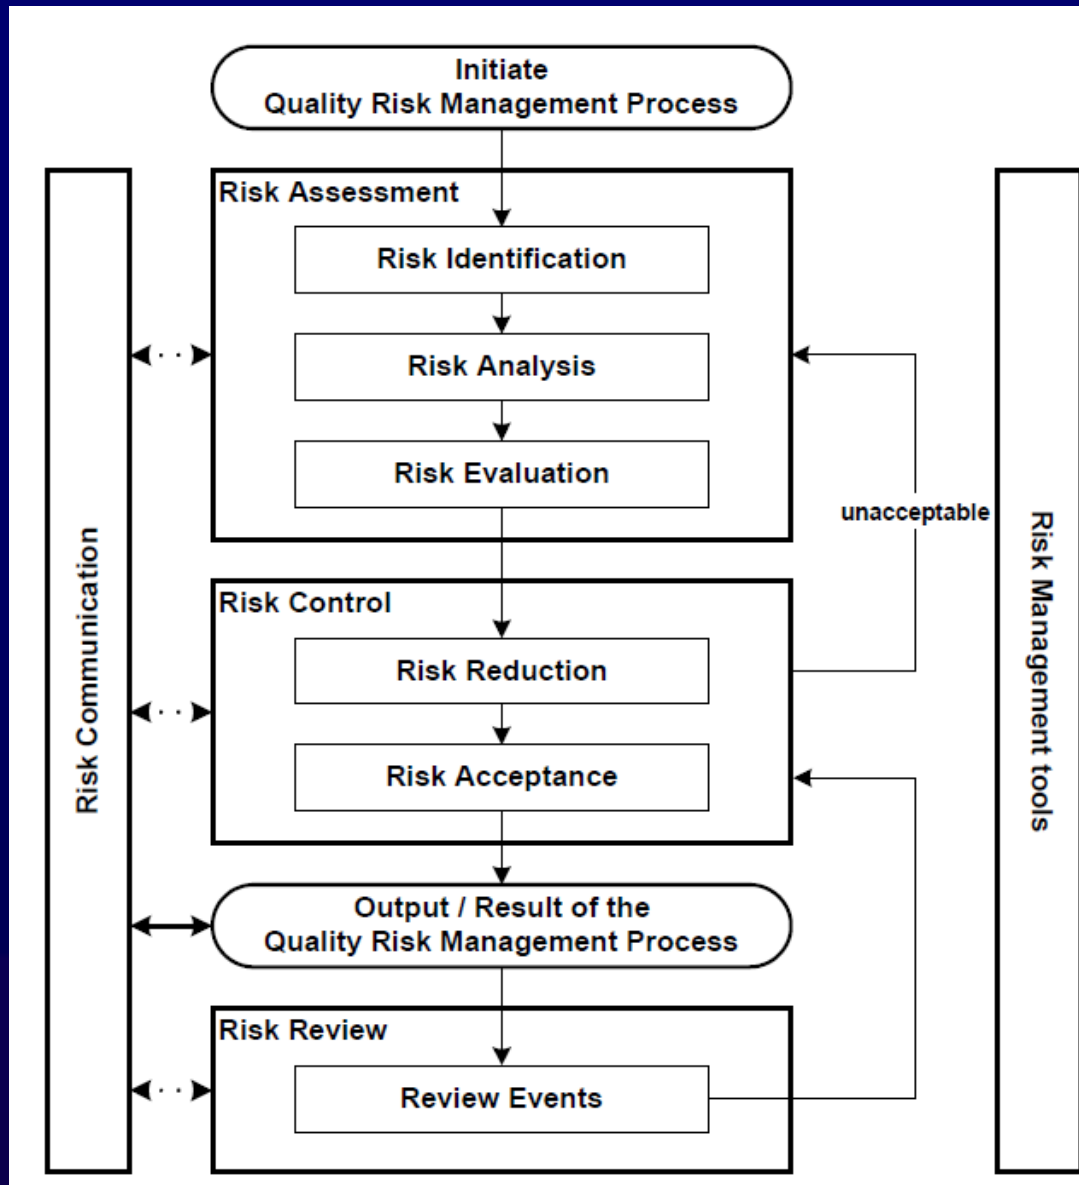 Initiate
Quality Risk Management Process
Risk Assessment
Risk Identification
Risk Analysis
Risk Evaluation
unacceptable
Risk Communication
Risk Management tools
Risk Control
Risk Reduction
Risk Acceptance
Output / Result of the
Quality Risk Management Process
Risk Review
Review Events